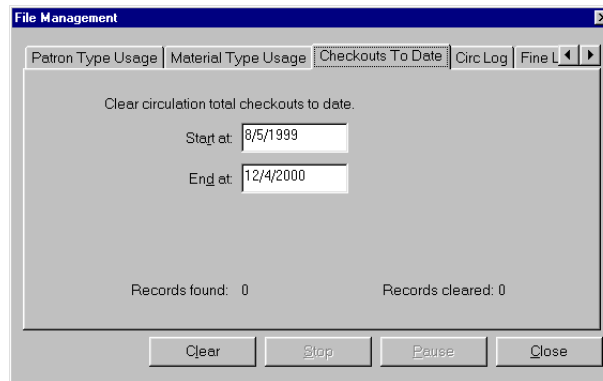 File Management
Patron Type Usage Material Type Usage Checkouts To Date Circ Log Fine L
Clear circulation total checkouts to date.
Start at: 8/5/1999
End at: 12/4/2000
Records found: 0 Records cleared: 0
Clear Stop Pause Close